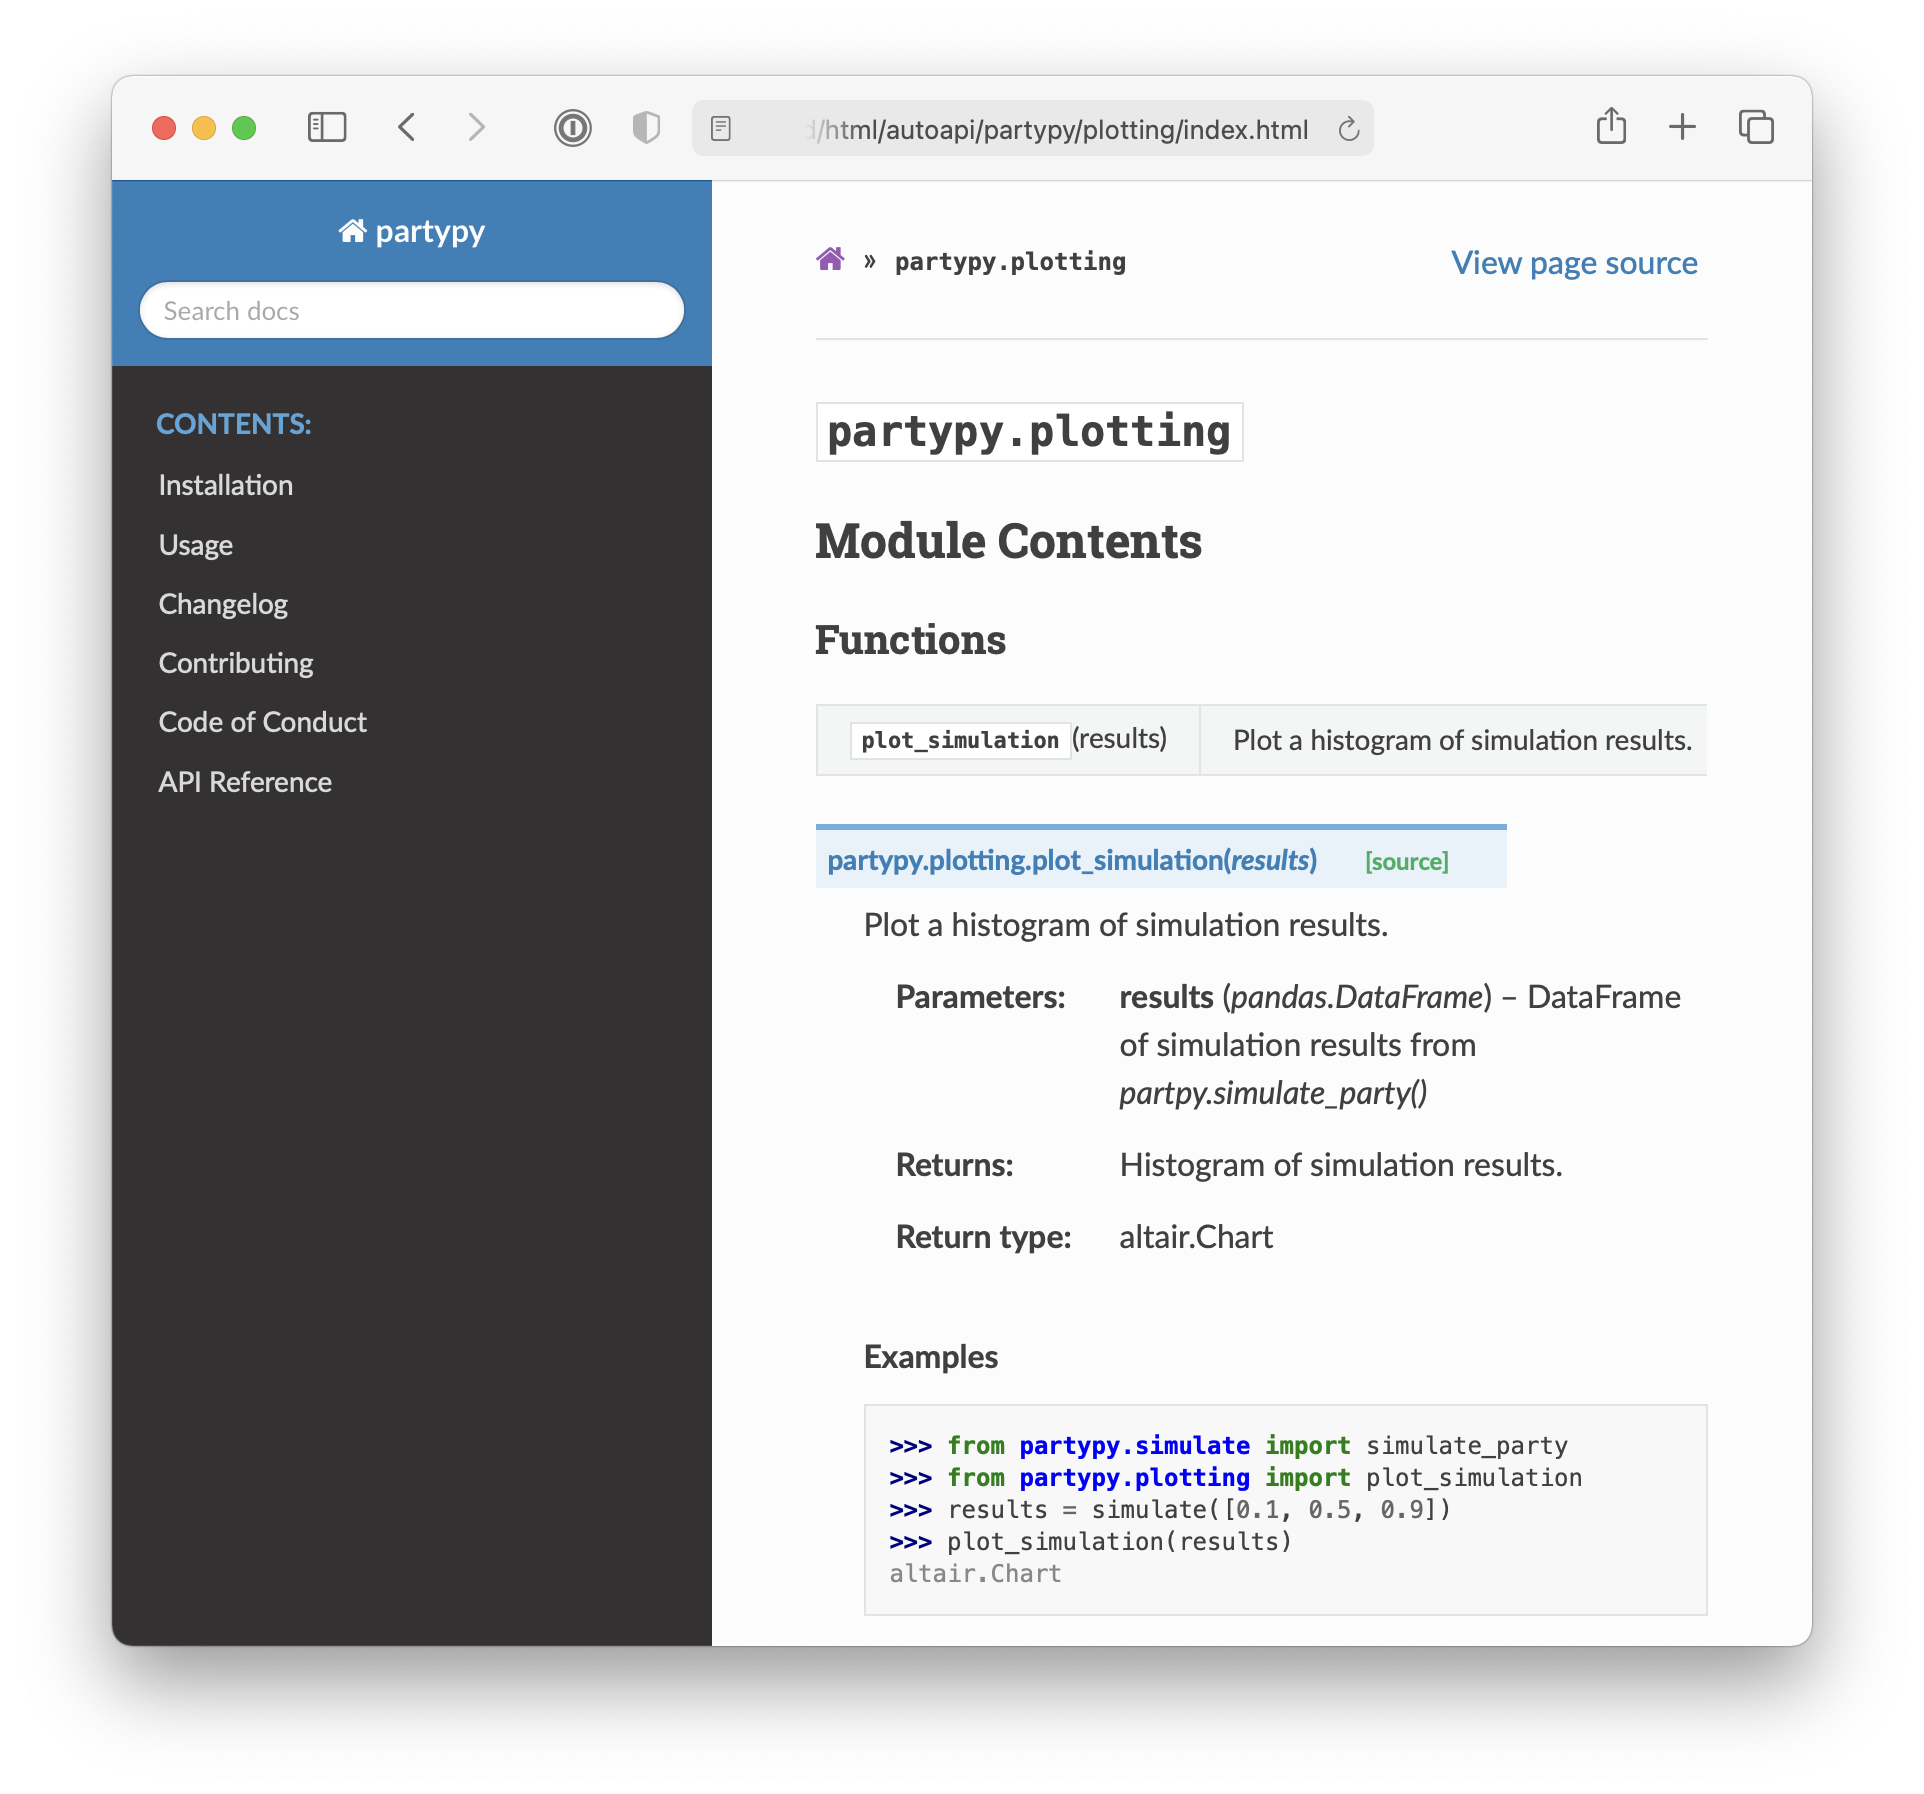 /html/autoapi/partypy/plotting/index.html
partypy
Search docs
CONTENTS:
Installation
Usage
Changelog
Contributing
Code of Conduct
API Reference
» partypy.plotting
View page source
partypy.plotting
Module Contents
Functions
plot_simulation(results) Plot a histogram of simulation results.
partypy.plotting.plot_simulation(results) [source]
Plot a histogram of simulation results.
Parameters: results (pandas.DataFrame) – DataFrame
of simulation results from
partpy.simulate_party()
Returns: Histogram of simulation results.
Return type: altair.Chart
Examples
>>> from partypy.simulate import simulate_party
>>> from partypy.plotting import plot_simulation
>>> results = simulate([0.1, 0.5, 0.9])
>>> plot_simulation(results)
altair.Chart